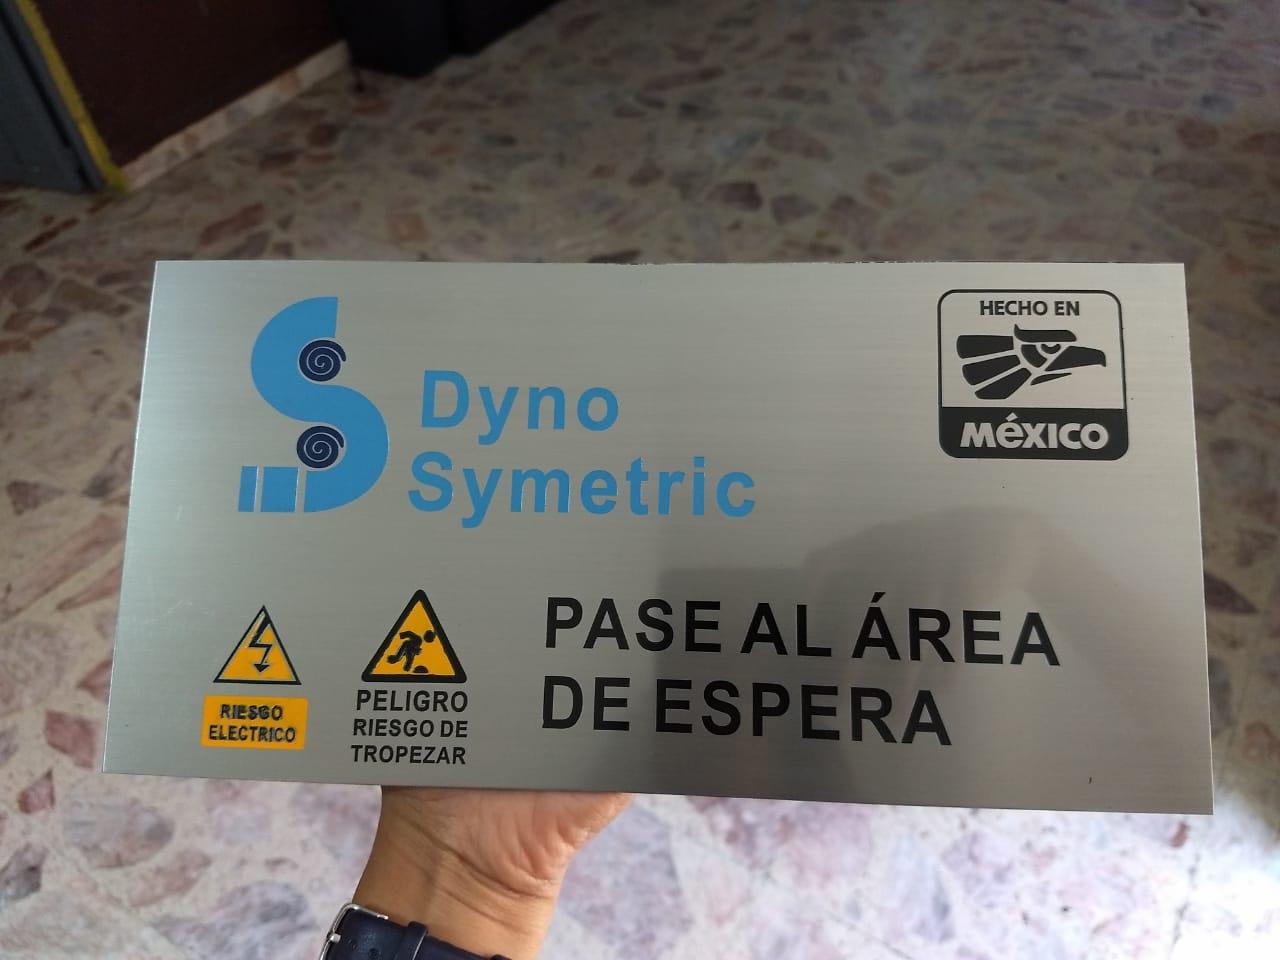 Dyno
Symetric
HECHO EN
MéXICO
RIESGO
ELECTRICO
PELIGRO
RIESGO DE
TROPEZAR
PASE AL ÁREA
DE ESPERA